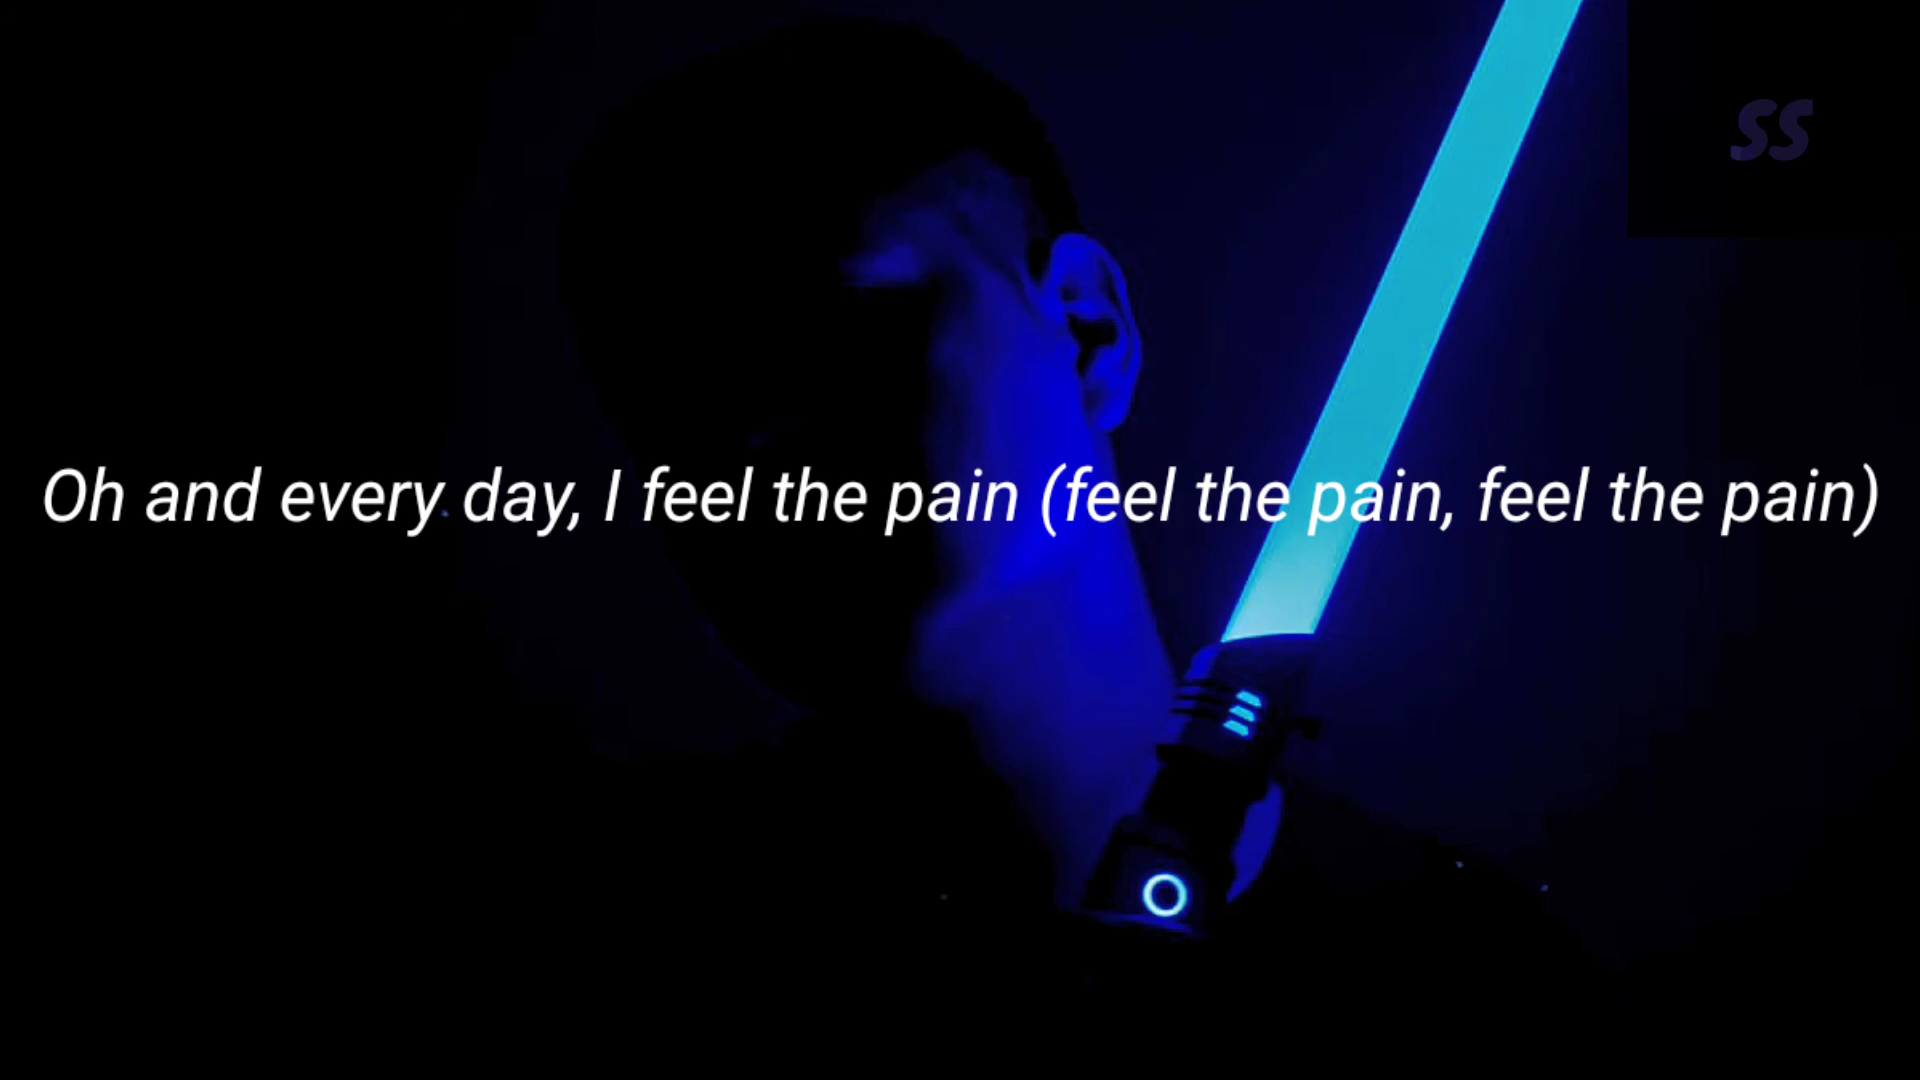 SS
Oh and every day, I feel the pain (feel the pain, feel the pain)